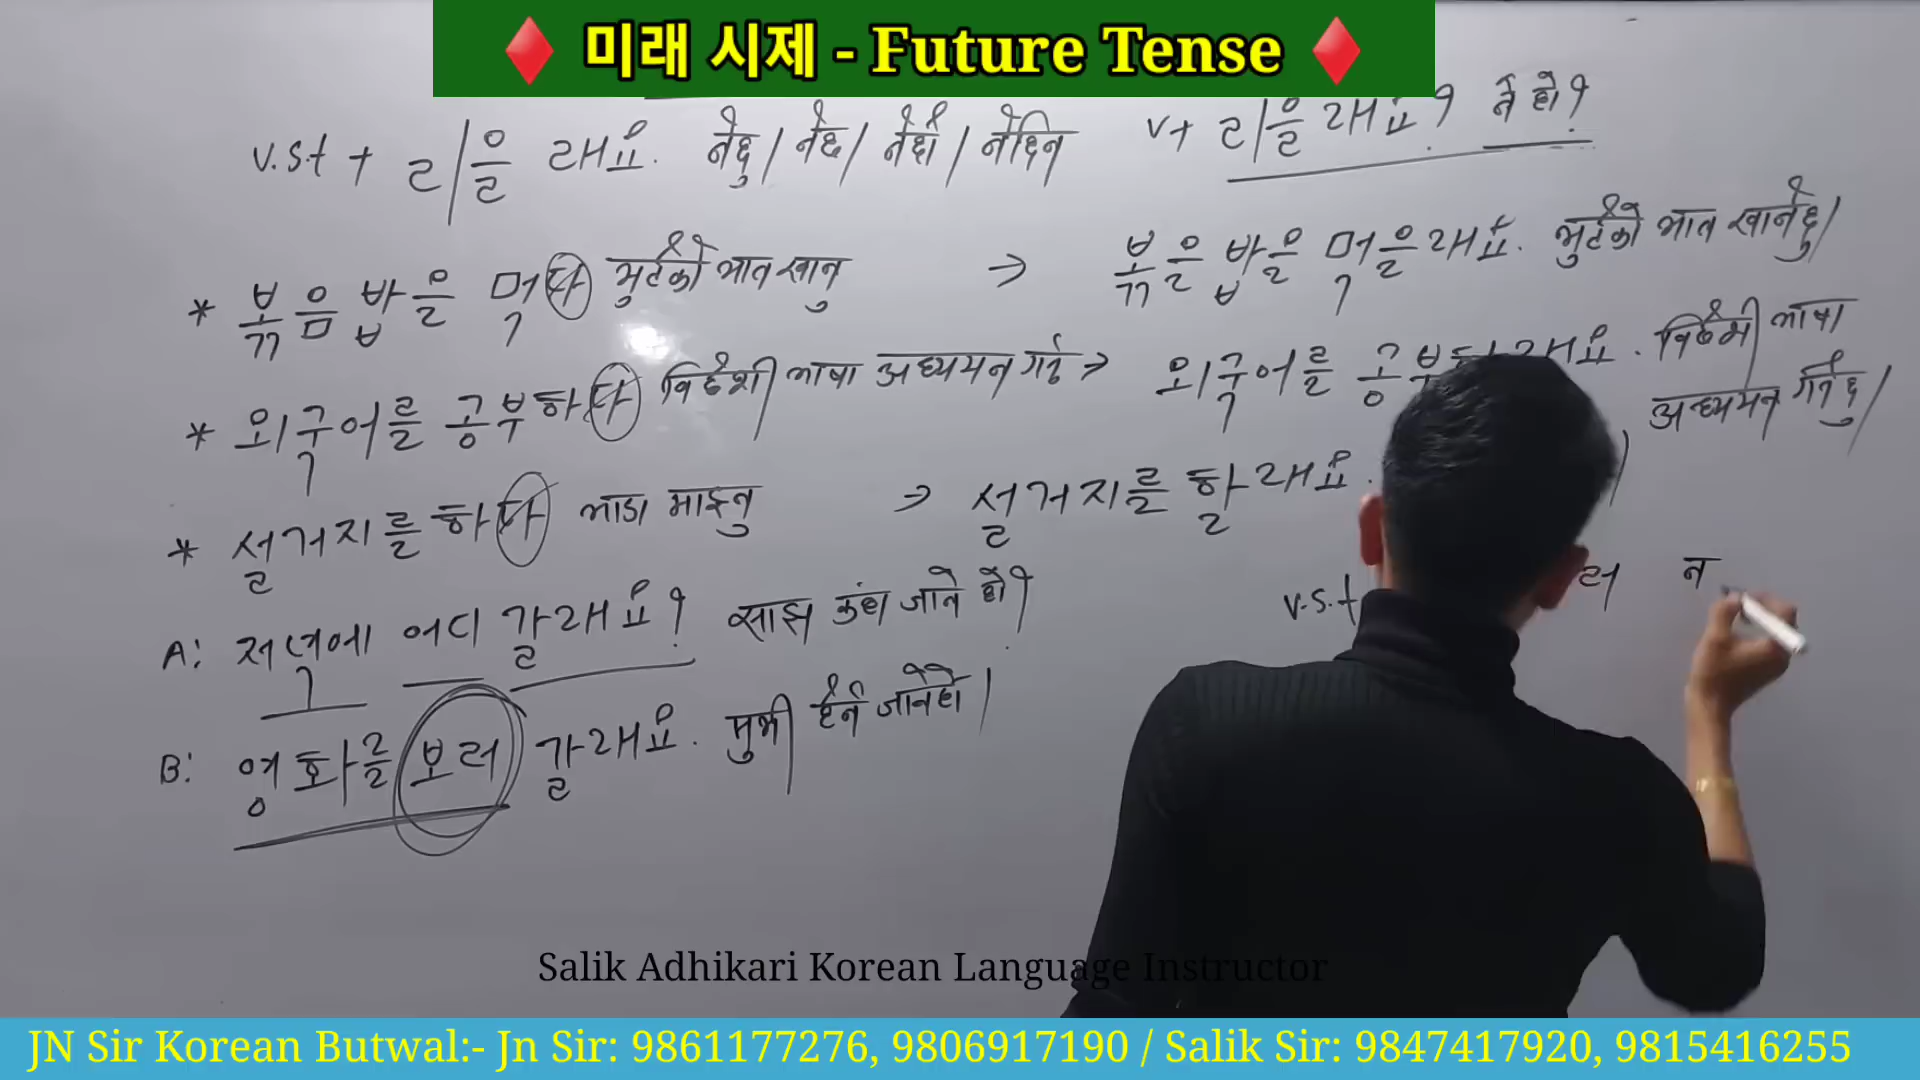 ♦ 미래 시제 - Future Tense ♦
v.s.t + ㄹ/을 래요. नेछु/ नेछ/ नेछौ/ नेछिन
v+ ㄹ/을 래요? ने हो?
* 볶음 밥을 먹다 भुटेको भात खानु → 볶을 밥을 먹을래요. भुटेको भात खानेछु।
* 외국어를 공부하다 विदेशी भाषा अध्ययन गर्नु → 외국어를 래요. विदेशी भाषा
अध्ययन गर्नेछु।
* 설거지를 하다 भाडा माझ्नु → 설거지를 할 래요.
A: 저녁에 어디 갈래요? साझ कहा जाने हो?
v.s.t 러 न
B: 영화를 보러 갈래요. मुभी हेर्न जानेहो।
Salik Adhikari Korean Language Instructor
JN Sir Korean Butwal:- Jn Sir: 9861177276, 9806917190 / Salik Sir: 9847417920, 9815416255